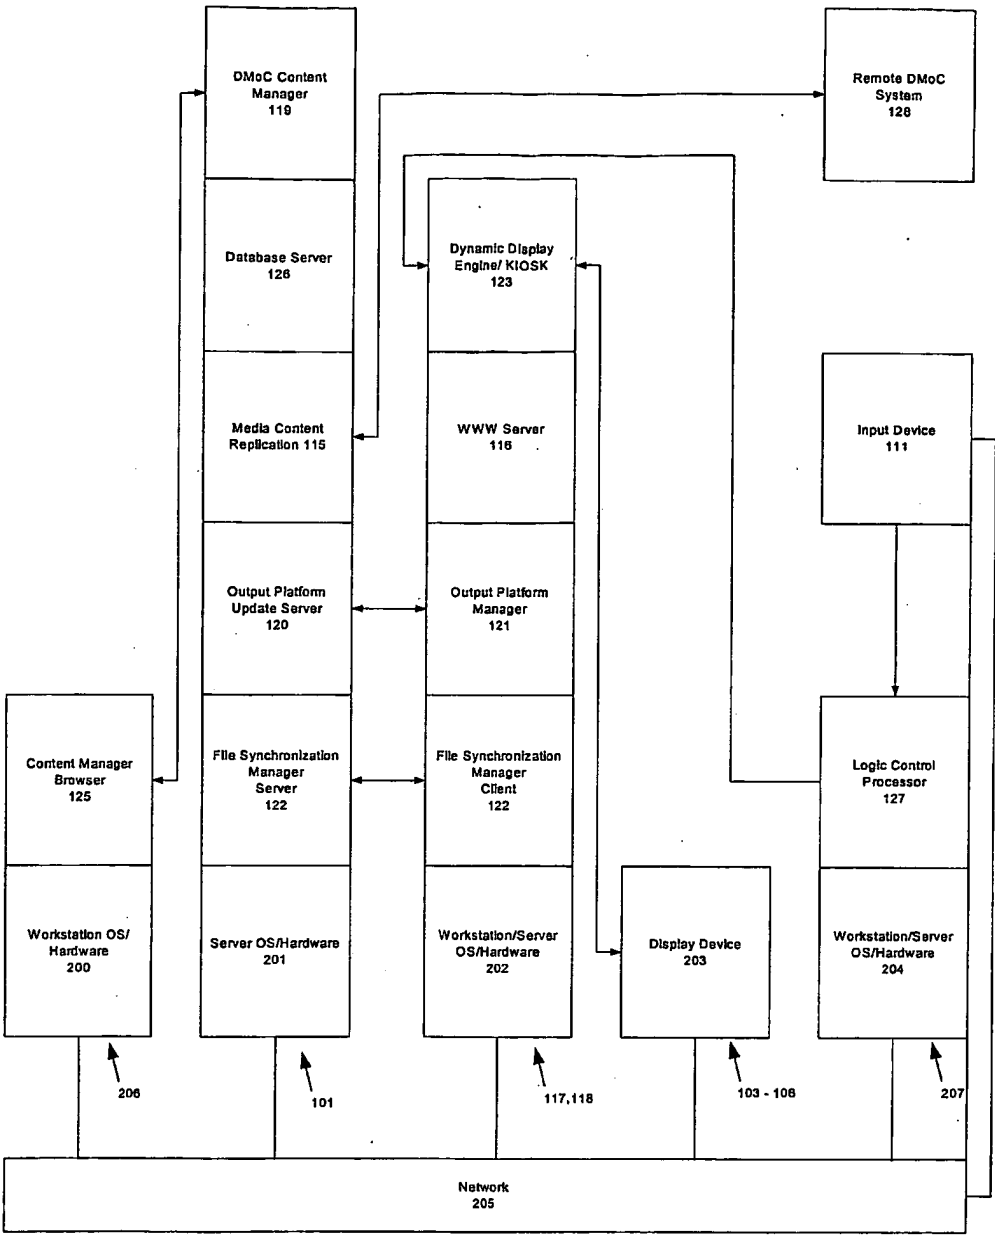 DMoC Content
Manager
119
Remote DMoC
System
128
Database Server
126
Dynamic Display
Engine/ KIOSK
123
Media Content
Replication 115
WWW Server
116
Input Device
111
Output Platform
Update Server
120
Output Platform
Manager
121
Content Manager
Browser
125
File Synchronization
Manager
Server
122
File Synchronization
Manager
Client
122
Logic Control
Processor
127
Workstation OS/
Hardware
200
Server OS/Hardware
201
Workstation/Server
OS/Hardware
202
Display Device
203
Workstation/Server
OS/Hardware
204
206
101
117,118
103 - 106
207
Network
205